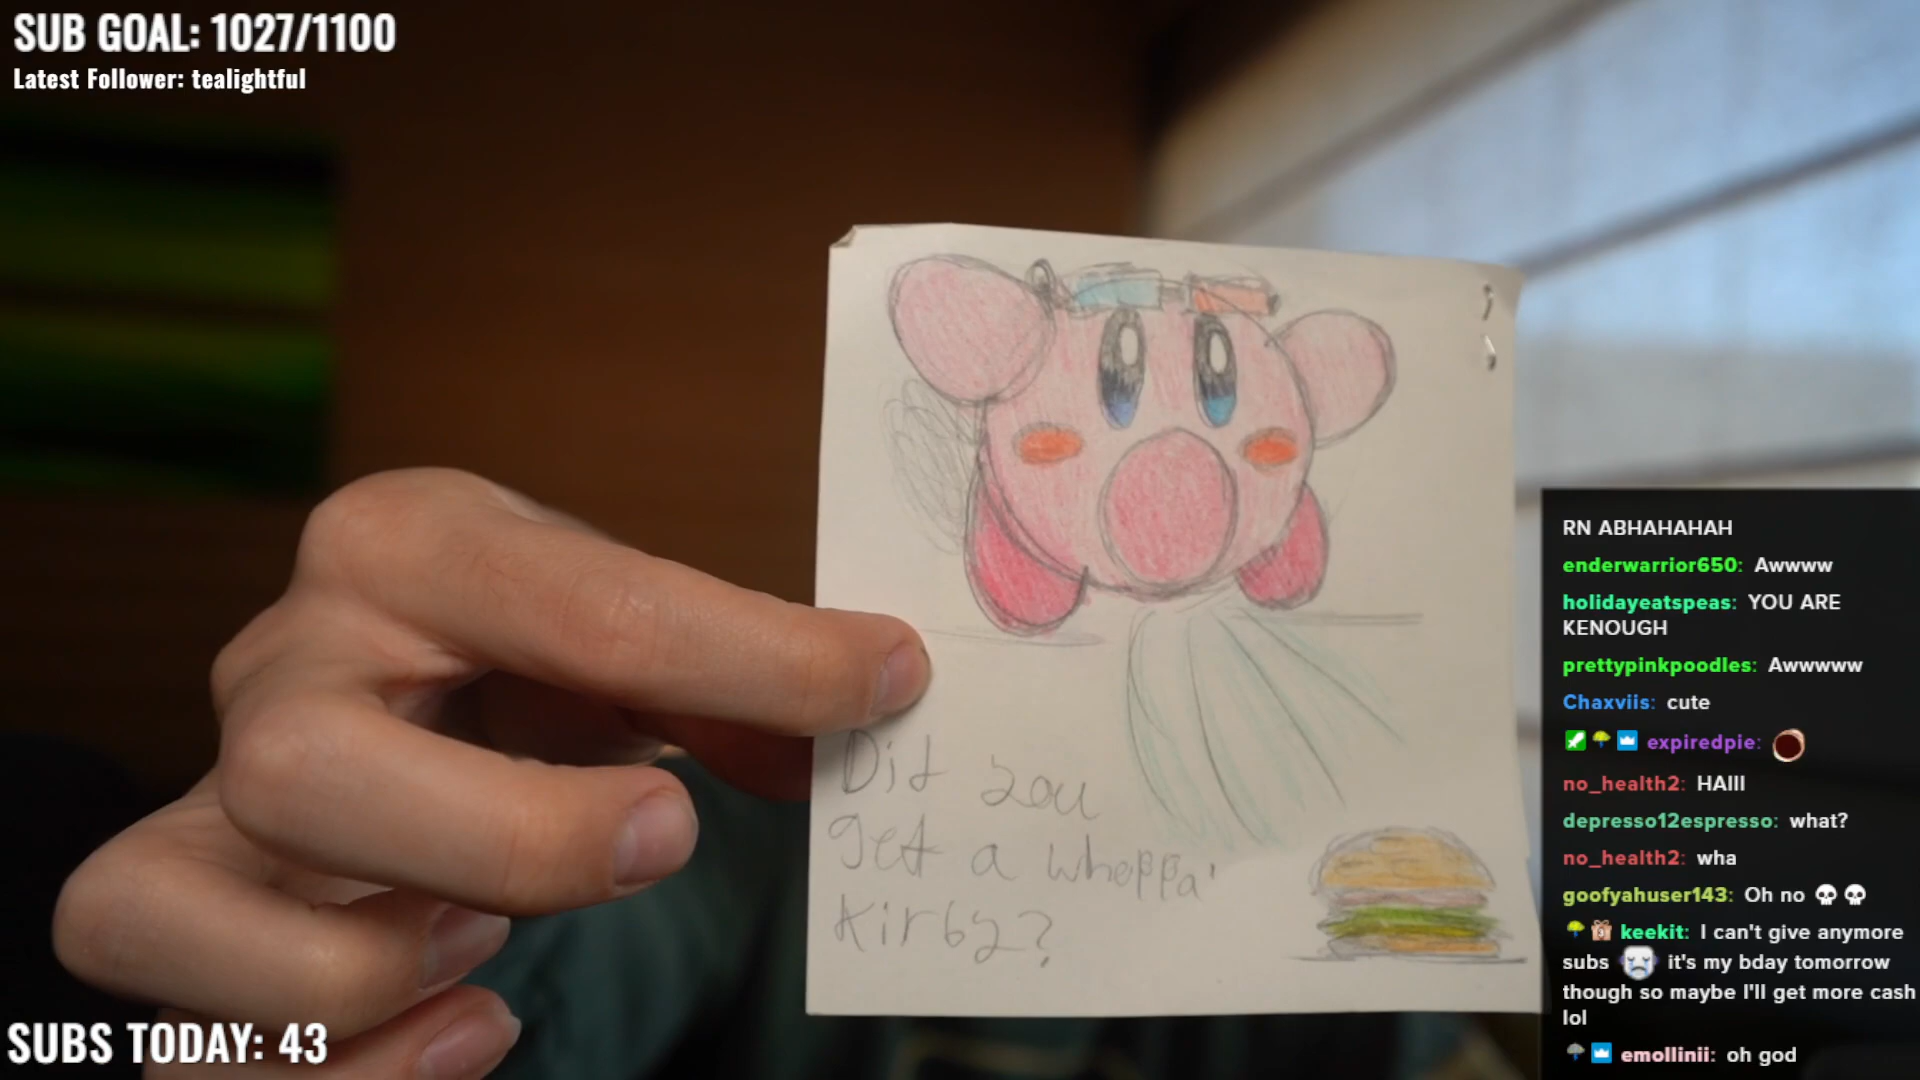 SUB GOAL: 1027/1100
Latest Follower: tealightful
Did you
get a whoppa'
Kirby?
RN ABHAHAHAH
enderwarrior650: Awwww
holidayeatspeas: YOU ARE
KENOUGH
prettypinkpoodles: Awwwww
Chaxviis: cute
expiredpie:
no_health2: HAIII
depresso12espresso: what?
no_health2: wha
goofyahuser143: Oh no 💀 💀
keekit: I can't give anymore
subs it's my bday tomorrow
though so maybe I'll get more cash
lol
emollinii: oh god
SUBS TODAY: 43